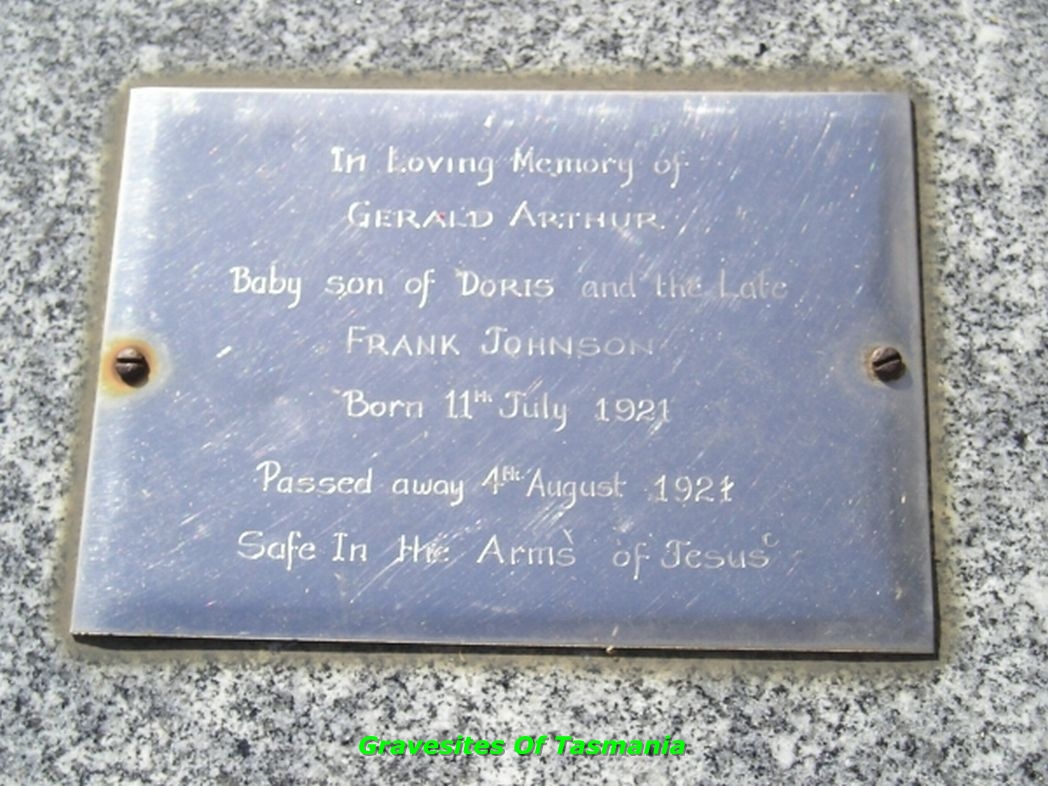 In Loving Memory of
GERALD ARTHUR
Baby son of DORIS and the Late
FRANK JOHNSON
Born 11th July 1921
Passed away 4th August 1921
Safe In the Arms of Jesus
Gravesites Of Tasmania